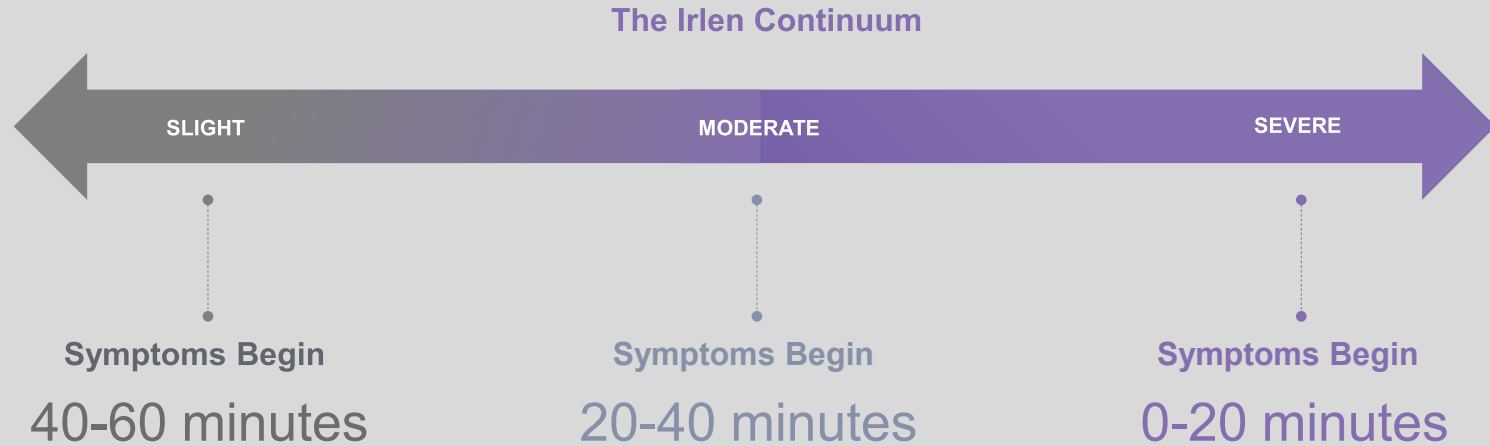 The Irlen Continuum
SLIGHT
MODERATE
SEVERE
Symptoms Begin
40-60 minutes
Symptoms Begin
20-40 minutes
Symptoms Begin
0-20 minutes